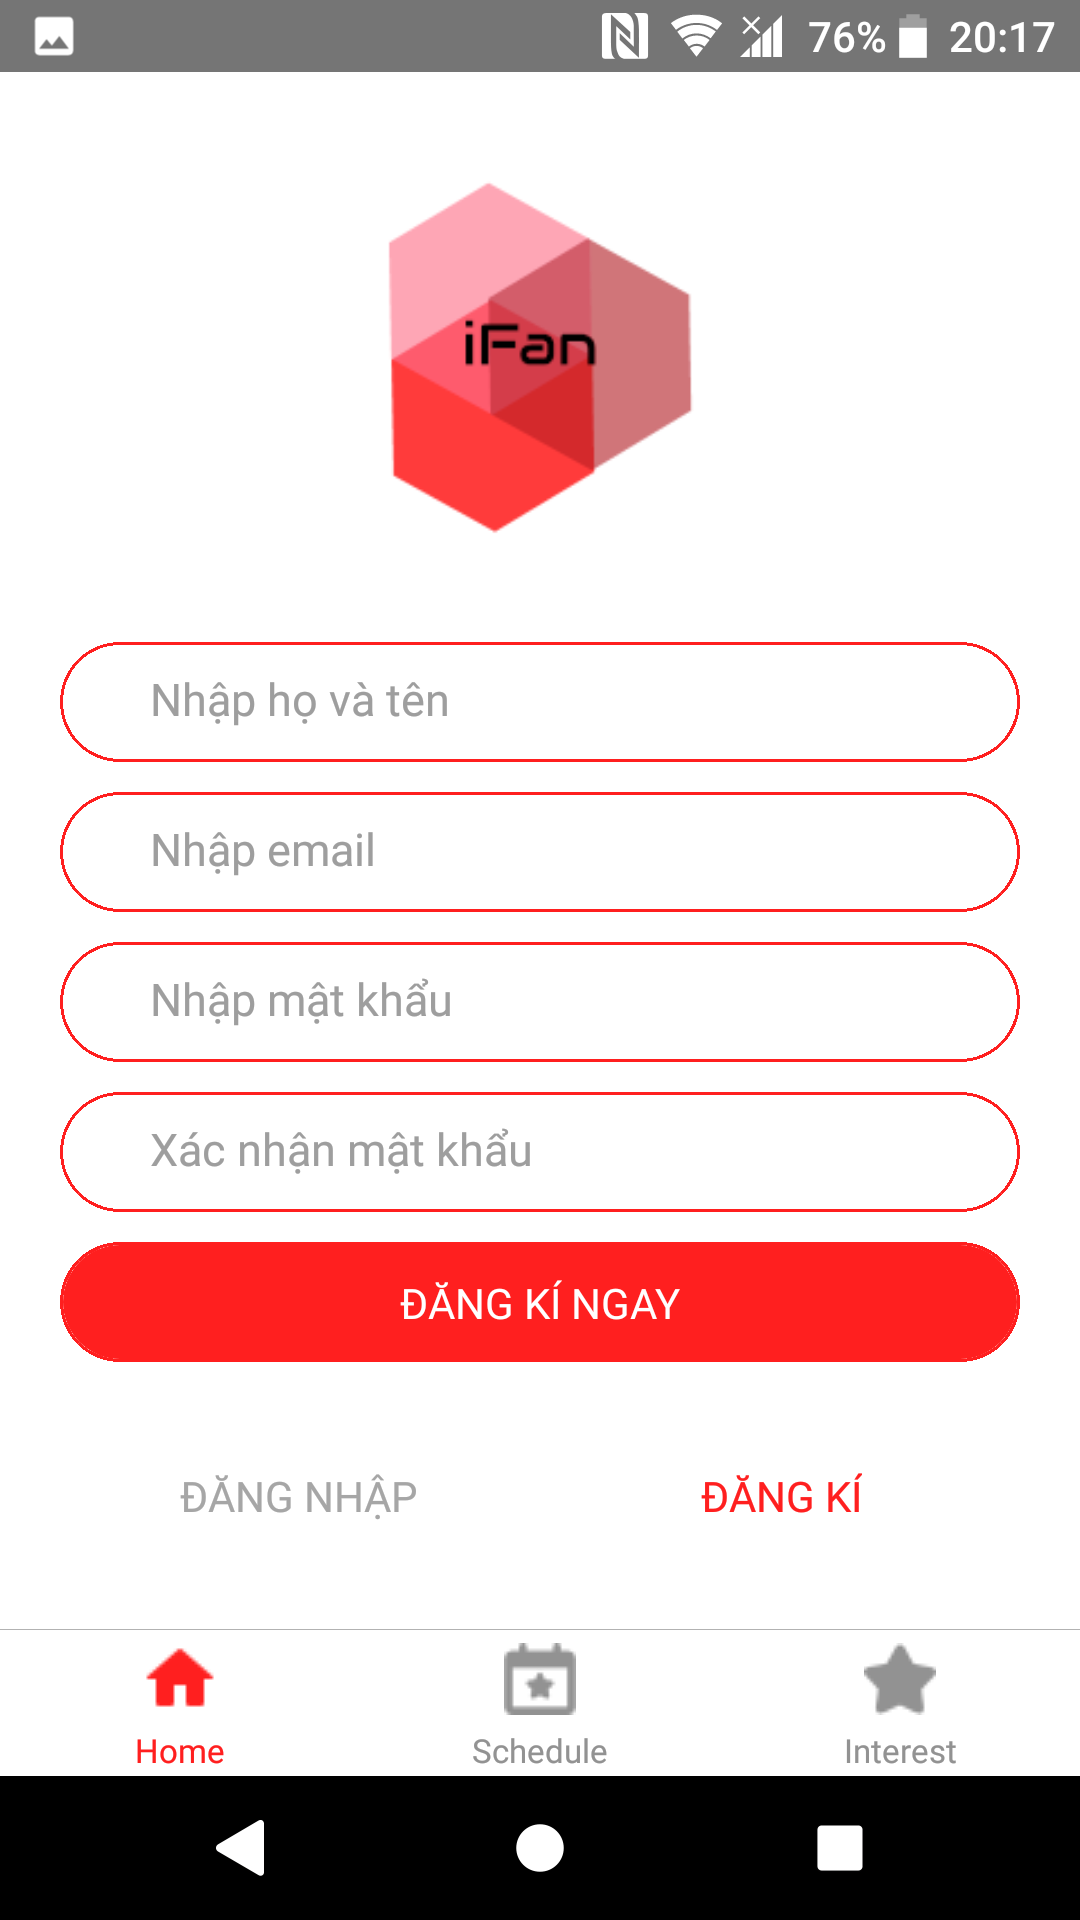 76% 20:17
iFan
Nhập họ và tên
Nhập email
Nhập mật khẩu
Xác nhận mật khẩu
ĐĂNG KÍ NGAY
ĐĂNG NHẬP ĐĂNG KÍ
Home Schedule Interest